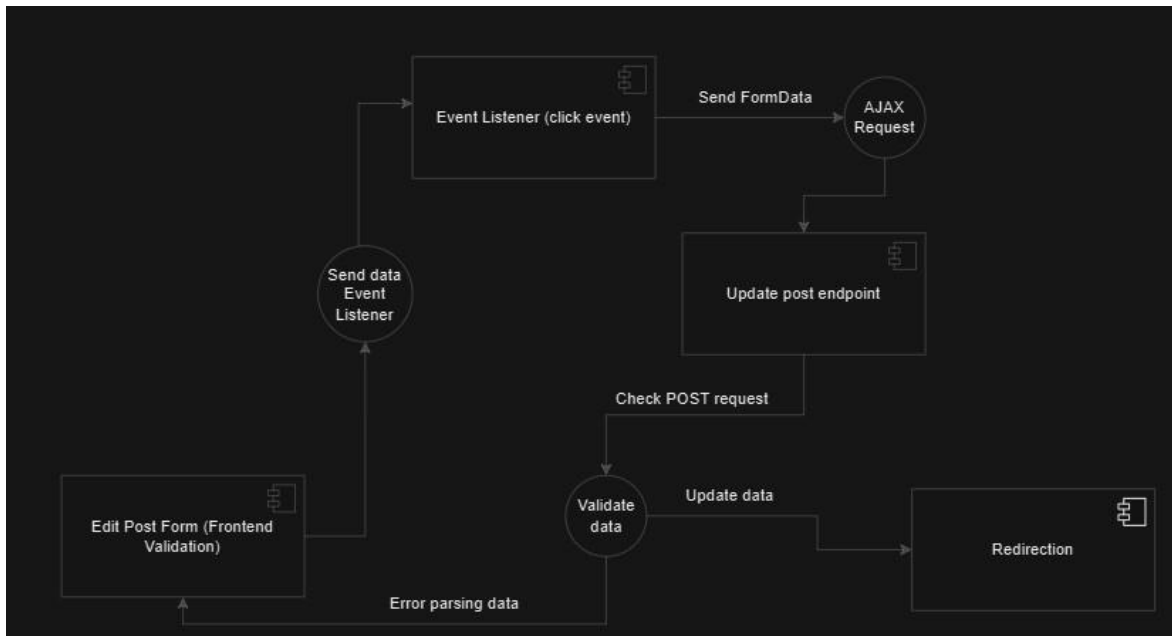 Event Listener (click event)
Send FormData
AJAX
Request
Send data
Event
Listener
Update post endpoint
Check POST request
Edit Post Form (Frontend
Validation)
Validate
data
Update data
Redirection
Error parsing data